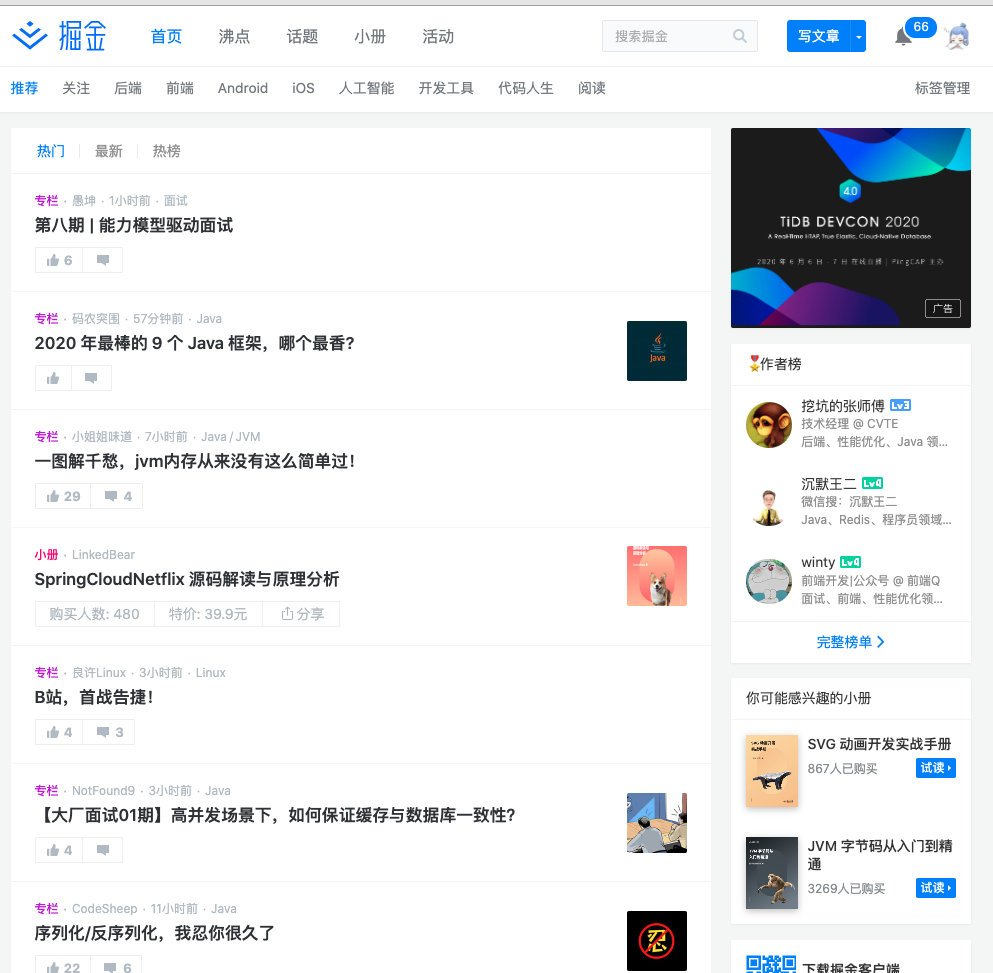 掘金
首页 沸点 话题 小册 活动
搜索掘金
写文章
66
推荐 关注 后端 前端 Android iOS 人工智能 开发工具 代码人生 阅读 标签管理
热门 最新 热榜
专栏 · 愚坤 · 1小时前 · 面试
第八期 | 能力模型驱动面试
6
专栏 · 码农突围 · 57分钟前 · Java
2020 年最棒的 9 个 Java 框架，哪个最香?
Java
专栏 · 小姐姐味道 · 7小时前 · Java / JVM
一图解千愁，jvm内存从来没有这么简单过！
29 4
小册 · LinkedBear
SpringCloudNetflix 源码解读与原理分析
购买人数: 480 特价: 39.9元 分享
专栏 · 良许Linux · 3小时前 · Linux
B站，首战告捷！
4 3
专栏 · NotFound9 · 3小时前 · Java
【大厂面试01期】高并发场景下，如何保证缓存与数据库一致性?
4
专栏 · CodeSheep · 11小时前 · Java
序列化/反序列化，我忍你很久了
忍
22 6
4.0
TiDB DEVCON 2020
A Real-Time HTAP, True Elastic, Cloud-Native Database.
2020 年 6 月 6 日 - 7 日 在线直播 | PingCAP 主办
广告
🎖️作者榜
挖坑的张师傅 Lv3
技术经理 @ CVTE
后端、性能优化、Java 领...
沉默王二 Lv4
微信搜：沉默王二
Java、Redis、程序员领域...
winty Lv4
前端开发|公众号 @ 前端Q
面试、前端、性能优化领...
完整榜单
你可能感兴趣的小册
SVG 动画开发实战手册
867人已购买 试读
JVM 字节码从入门到精
通
3269人已购买 试读
下载掘金客户端